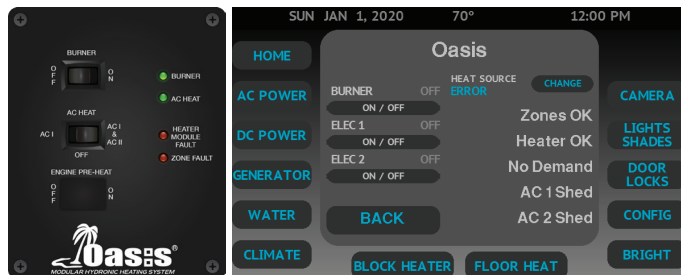 BURNER
OFF
ON
BURNER
AC HEAT
AC HEAT
AC I
AC I
&
AC II
OFF
HEATER
MODULE
FAULT
ZONE FAULT
ENGINE PRE-HEAT
OFF
ON
Oasis®
MODULAR HYDRONIC HEATING SYSTEM
SUN JAN 1, 2020 70° 12:00 PM
HOME
AC POWER
DC POWER
GENERATOR
WATER
CLIMATE
Oasis
BURNER OFF
ON / OFF
ELEC 1 OFF
ON / OFF
ELEC 2 OFF
ON / OFF
BACK
HEAT SOURCE
ERROR
CHANGE
Zones OK
Heater OK
No Demand
AC 1 Shed
AC 2 Shed
BLOCK HEATER
FLOOR HEAT
CAMERA
LIGHTS
SHADES
DOOR
LOCKS
CONFIG
BRIGHT